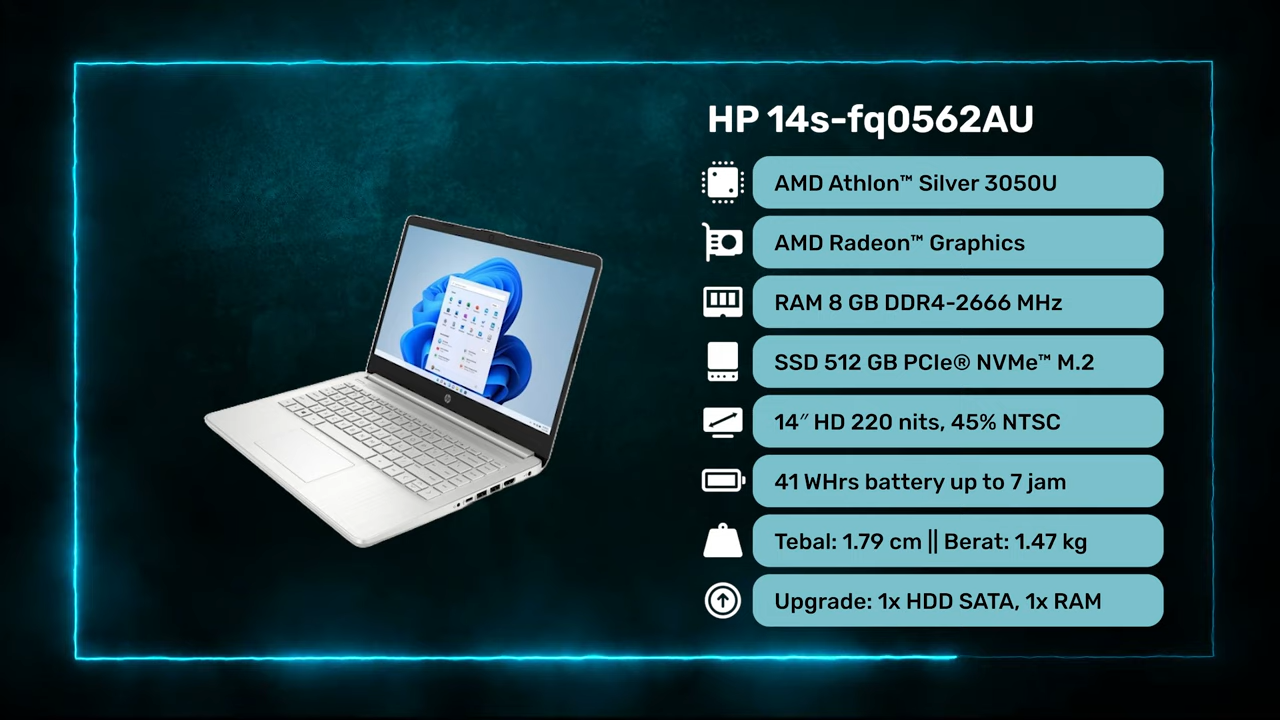 HP 14s-fq0562AU
AMD Athlon™ Silver 3050U
AMD Radeon™ Graphics
RAM 8 GB DDR4-2666 MHz
SSD 512 GB PCIe® NVMe™ M.2
14″ HD 220 nits, 45% NTSC
41 WHrs battery up to 7 jam
Tebal: 1.79 cm || Berat: 1.47 kg
Upgrade: 1x HDD SATA, 1x RAM